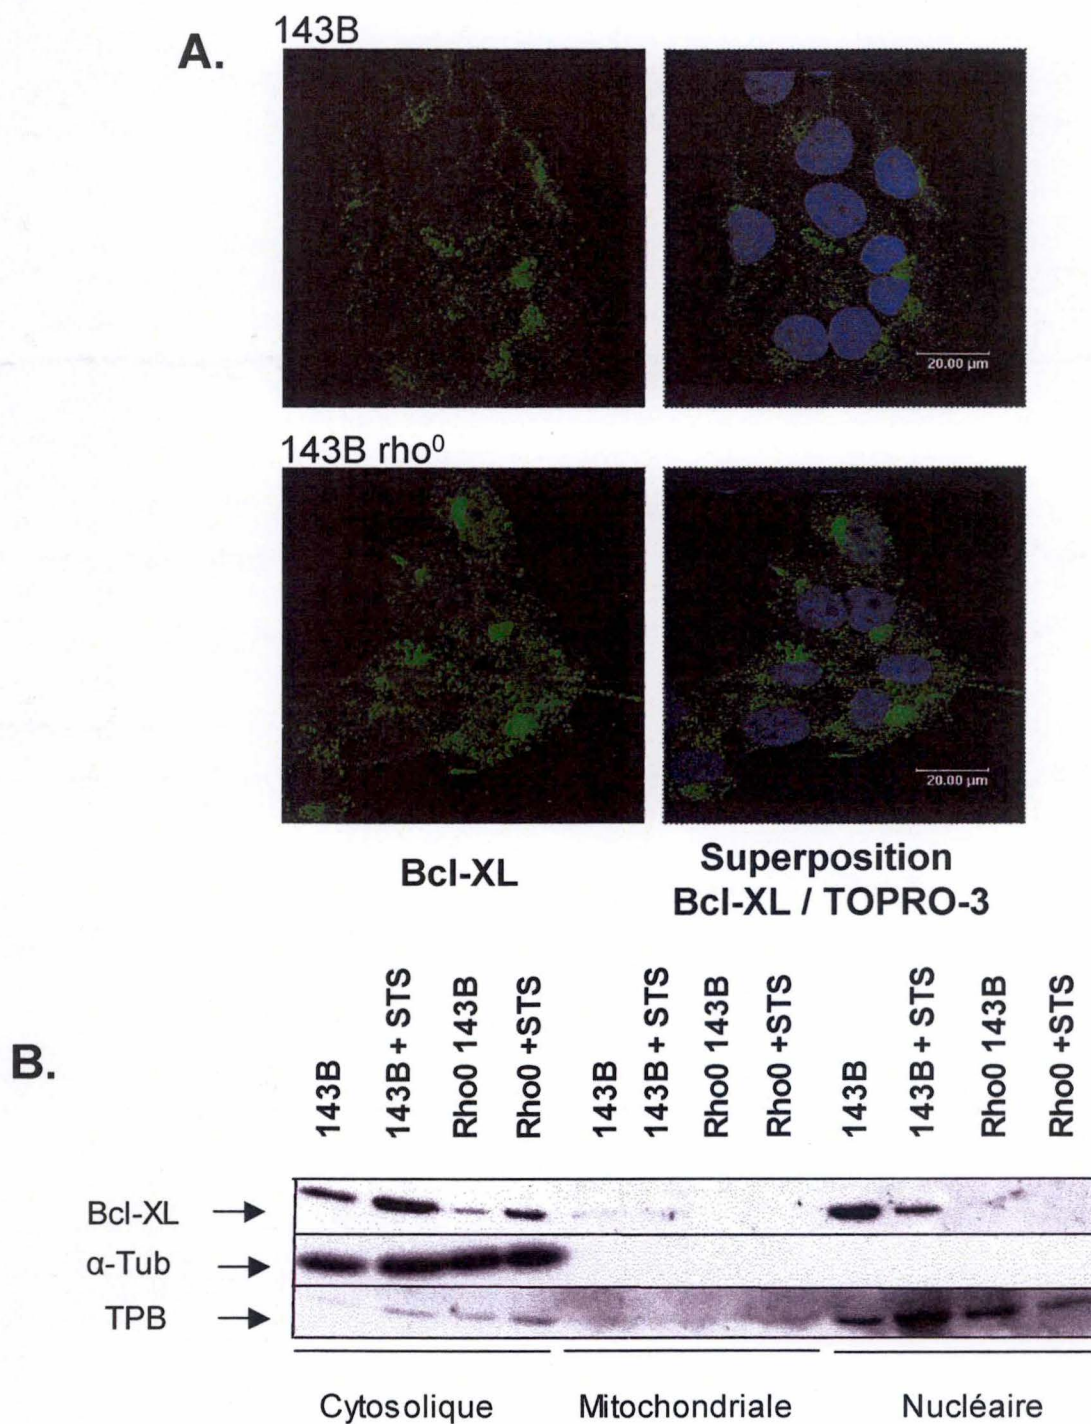 A.
143B
20.00 µm
143B rho⁰
20.00 µm
Bcl-XL
Superposition
Bcl-XL / TOPRO-3
B.
143B
143B + STS
Rho0 143B
Rho0 +STS
143B
143B + STS
Rho0 143B
Rho0 +STS
143B
143B + STS
Rho0 143B
Rho0 +STS
Bcl-XL
α-Tub
TPB
Cytosolique
Mitochondriale
Nucléaire